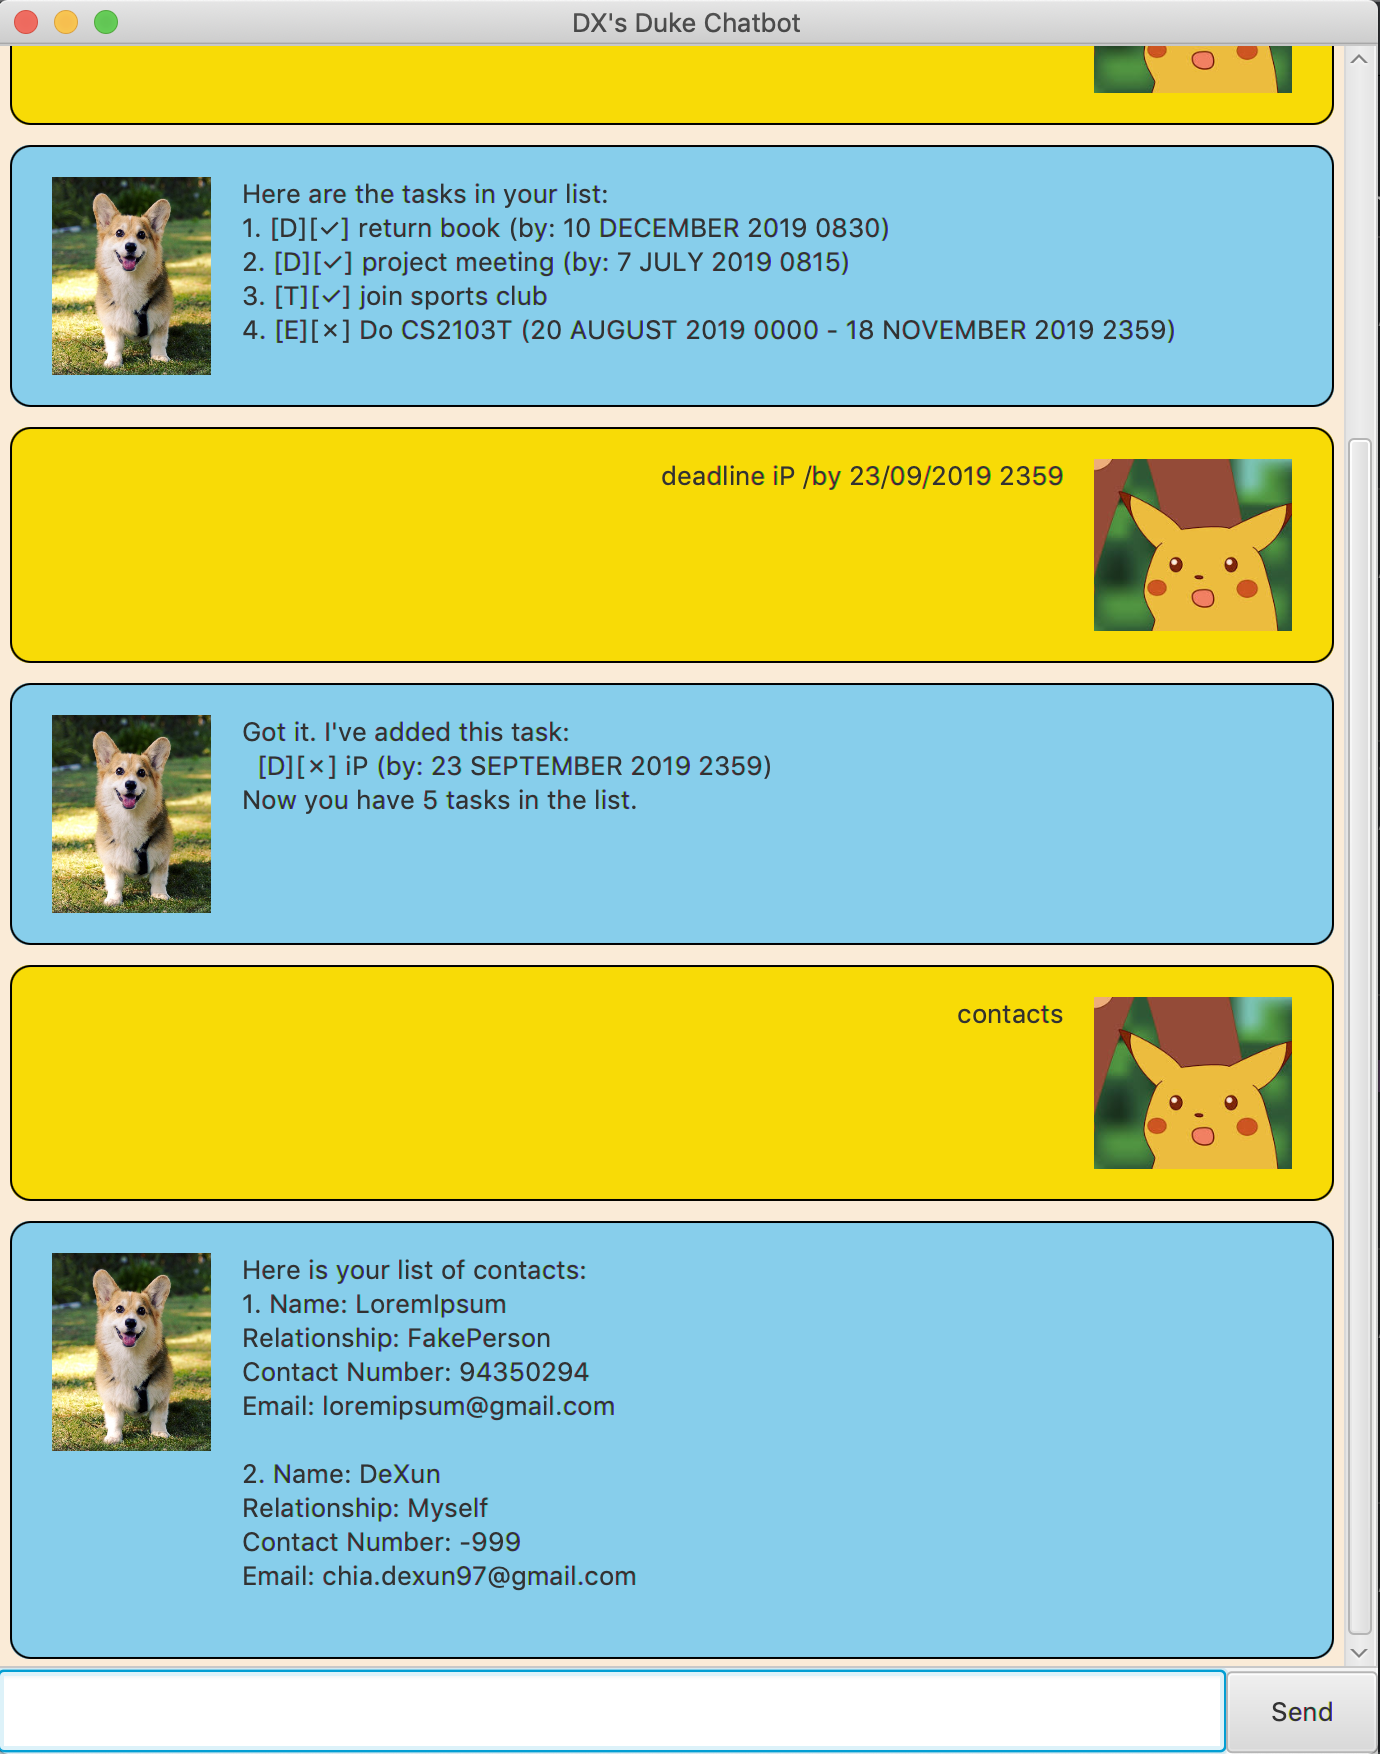 DX's Duke Chatbot
Here are the tasks in your list:
1. [D][✓] return book (by: 10 DECEMBER 2019 0830)
2. [D][✓] project meeting (by: 7 JULY 2019 0815)
3. [T][✓] join sports club
4. [E][✗] Do CS2103T (20 AUGUST 2019 0000 - 18 NOVEMBER 2019 2359)
deadline iP /by 23/09/2019 2359
Got it. I've added this task:
[D][✗] iP (by: 23 SEPTEMBER 2019 2359)
Now you have 5 tasks in the list.
contacts
Here is your list of contacts:
1. Name: LoremIpsum
Relationship: FakePerson
Contact Number: 94350294
Email: loremipsum@gmail.com
2. Name: DeXun
Relationship: Myself
Contact Number: -999
Email: chia.dexun97@gmail.com
Send